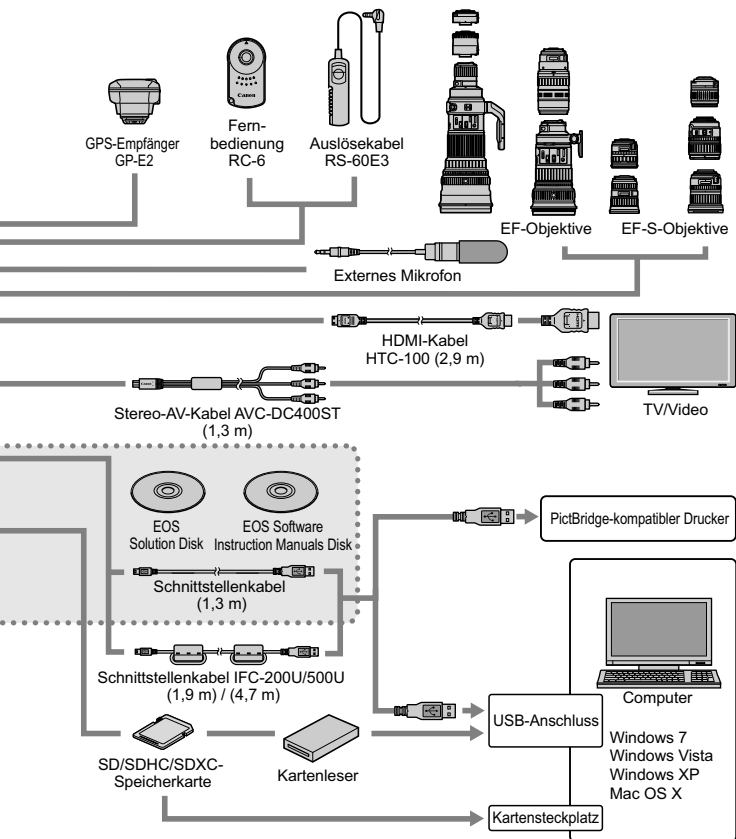 Canon
GPS-Empfänger
GP-E2
Fern-
bedienung
RC-6
Auslösekabel
RS-60E3
EF-Objektive
EF-S-Objektive
Externes Mikrofon
HDMI-Kabel
HTC-100 (2,9 m)
Stereo-AV-Kabel AVC-DC400ST
(1,3 m)
TV/Video
EOS
Solution Disk
EOS Software
Instruction Manuals Disk
Schnittstellenkabel
(1,3 m)
PictBridge-kompatibler Drucker
Schnittstellenkabel IFC-200U/500U
(1,9 m) / (4,7 m)
Computer
USB-Anschluss
Windows 7
Windows Vista
Windows XP
Mac OS X
SD/SDHC/SDXC-
Speicherkarte
Kartenleser
Kartensteckplatz